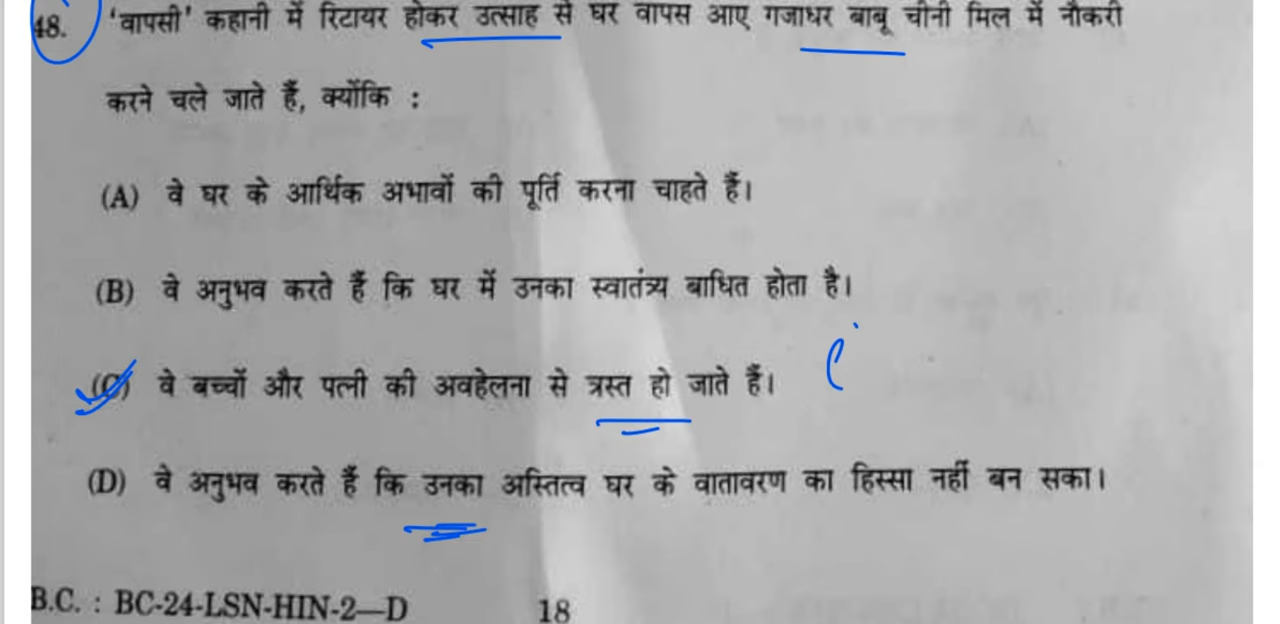 48. 'वापसी' कहानी में रिटायर होकर उत्साह से घर वापस आए गजाधर बाबू चीनी मिल में नौकरी
करने चले जाते हैं, क्योंकि :
(A) वे घर के आर्थिक अभावों की पूर्ति करना चाहते हैं।
(B) वे अनुभव करते हैं कि घर में उनका स्वातंत्र्य बाधित होता है।
(C) वे बच्चों और पत्नी की अवहेलना से त्रस्त हो जाते हैं।
(D) वे अनुभव करते हैं कि उनका अस्तित्व घर के वातावरण का हिस्सा नहीं बन सका।
B.C. : BC-24-LSN-HIN-2—D 18